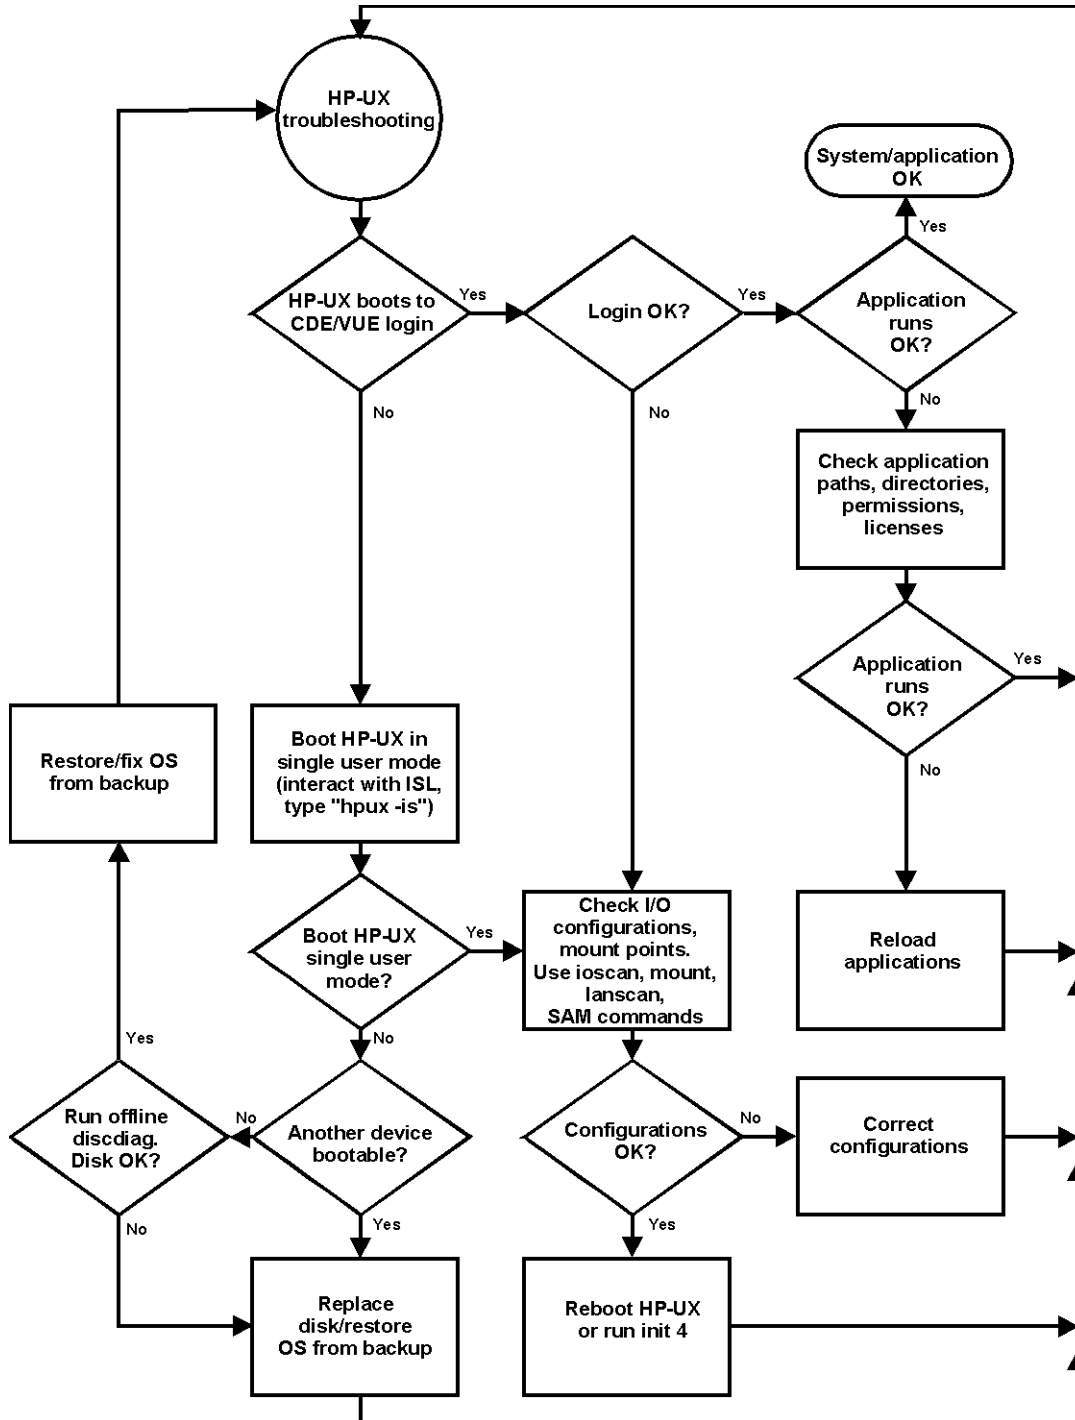 HP-UX
troubleshooting
System/application
OK
Yes
HP-UX boots to
CDE/VUE login
Yes
Login OK?
Yes
Application
runs
OK?
No
No
No
Check application
paths, directories,
permissions,
licenses
Application
runs
OK?
Yes
No
Restore/fix OS
from backup
Boot HP-UX in
single user mode
(interact with ISL,
type "hpux -is")
Boot HP-UX
single user
mode?
Yes
No
Check I/O
configurations,
mount points.
Use ioscan, mount,
lanscan,
SAM commands
Reload
applications
Yes
Run offline
discdiag.
Disk OK?
No
No
Another device
bootable?
Yes
Configurations
OK?
No
Yes
Correct
configurations
Replace
disk/restore
OS from backup
Reboot HP-UX
or run init 4